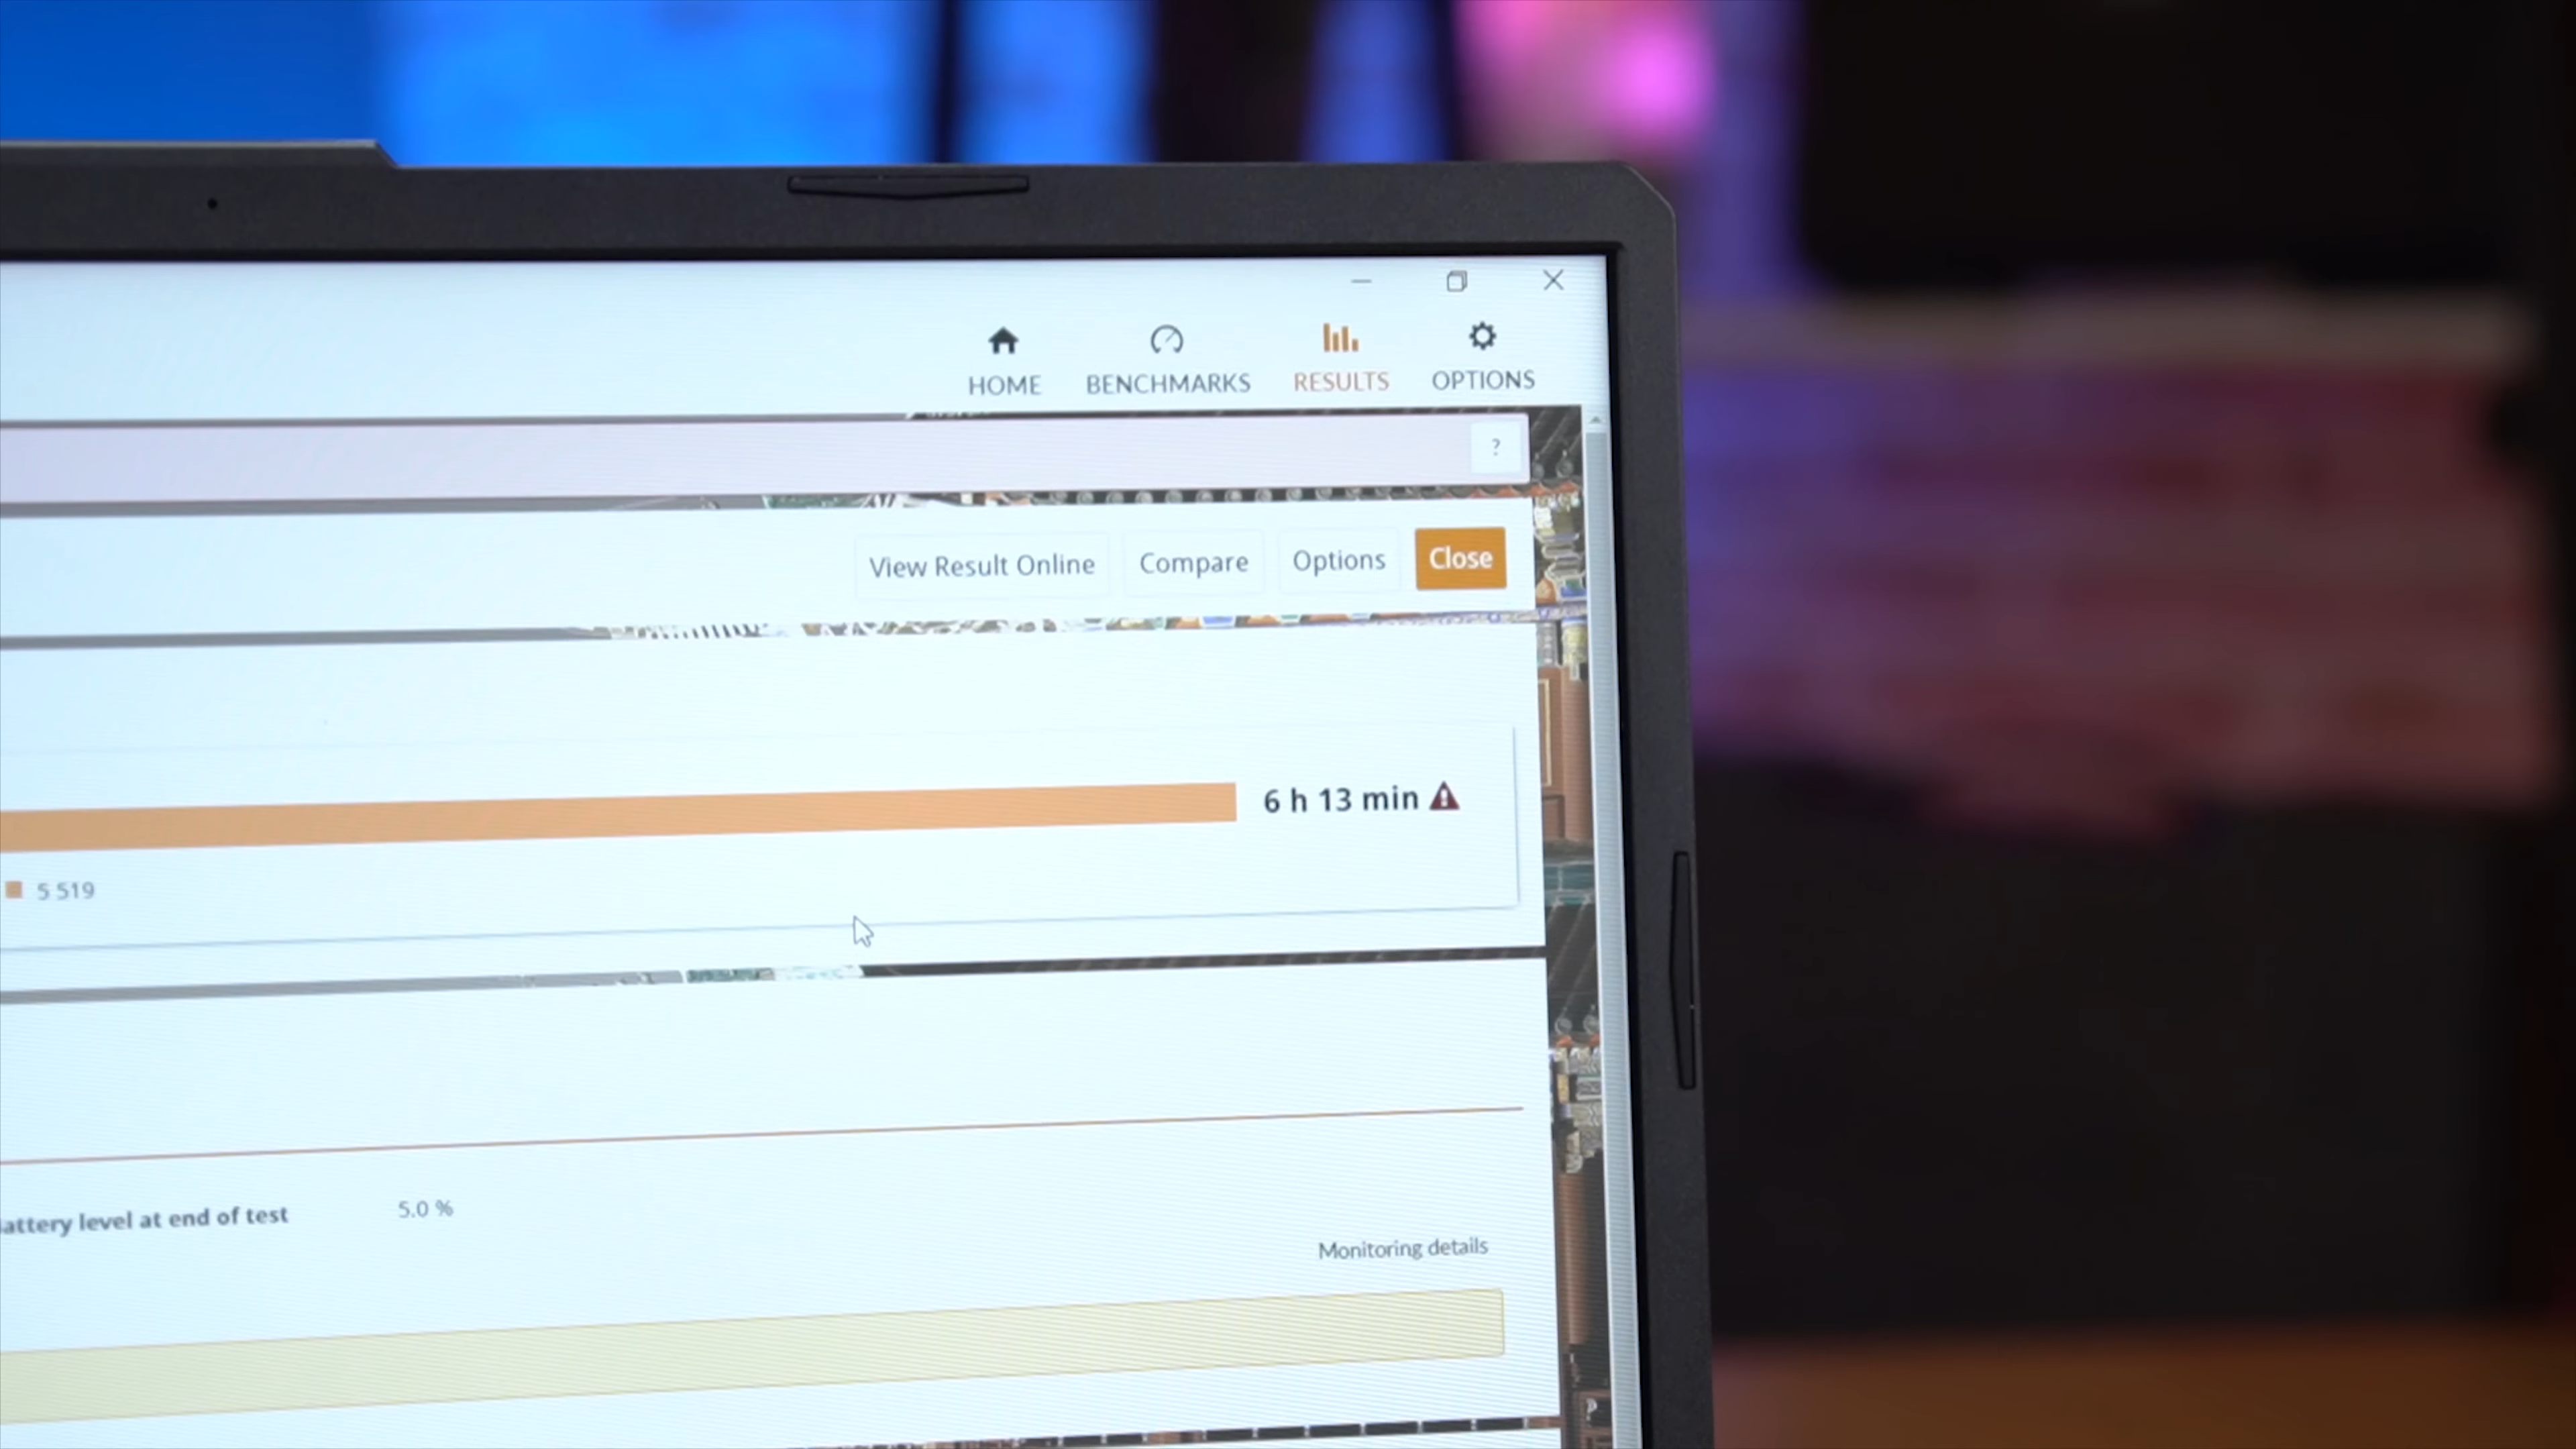 HOME BENCHMARKS RESULTS OPTIONS
?
View Result Online Compare Options Close
6 h 13 min
5 519
attery level at end of test 5.0 %
Monitoring details